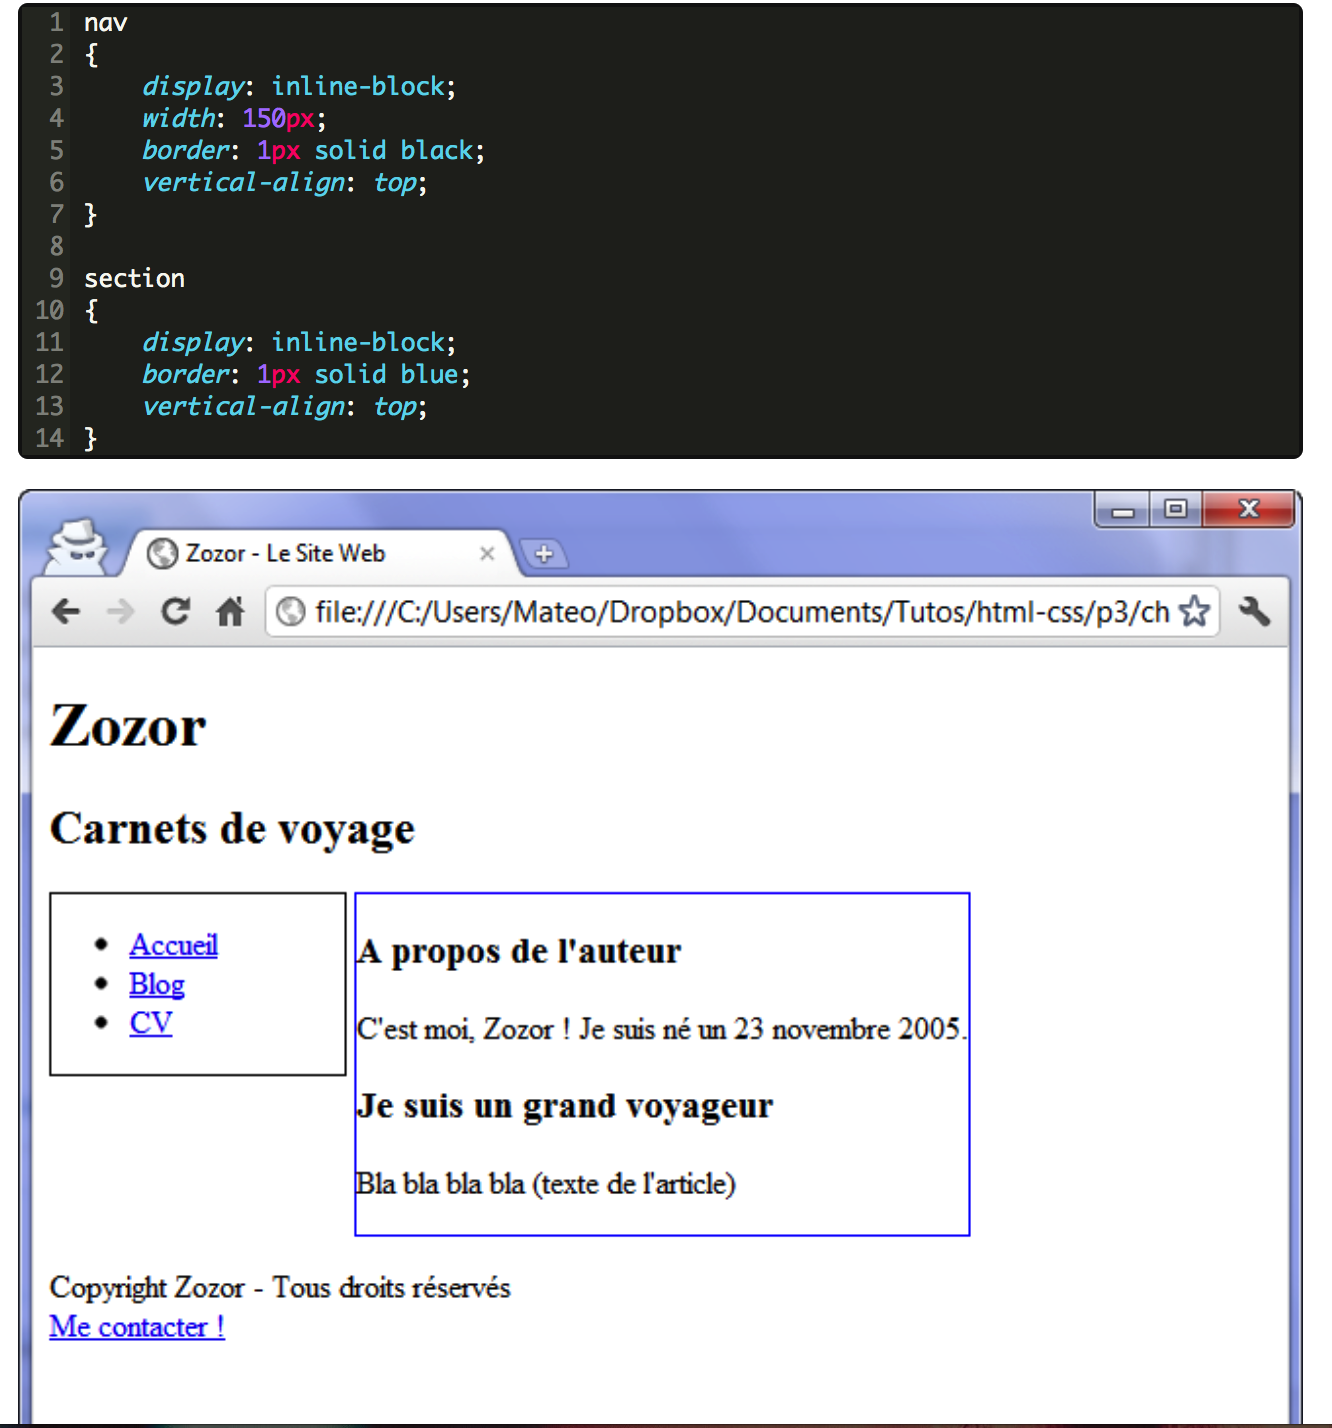 1 nav
2 {
3 display: inline-block;
4 width: 150px;
5 border: 1px solid black;
6 vertical-align: top;
7 }
8
9 section
10 {
11 display: inline-block;
12 border: 1px solid blue;
13 vertical-align: top;
14 }
Zozor - Le Site Web
file:///C:/Users/Mateo/Dropbox/Documents/Tutos/html-css/p3/ch
Zozor
Carnets de voyage
Accueil
Blog
CV
A propos de l'auteur
C'est moi, Zozor ! Je suis né un 23 novembre 2005.
Je suis un grand voyageur
Bla bla bla bla (texte de l'article)
Copyright Zozor - Tous droits réservés
Me contacter !